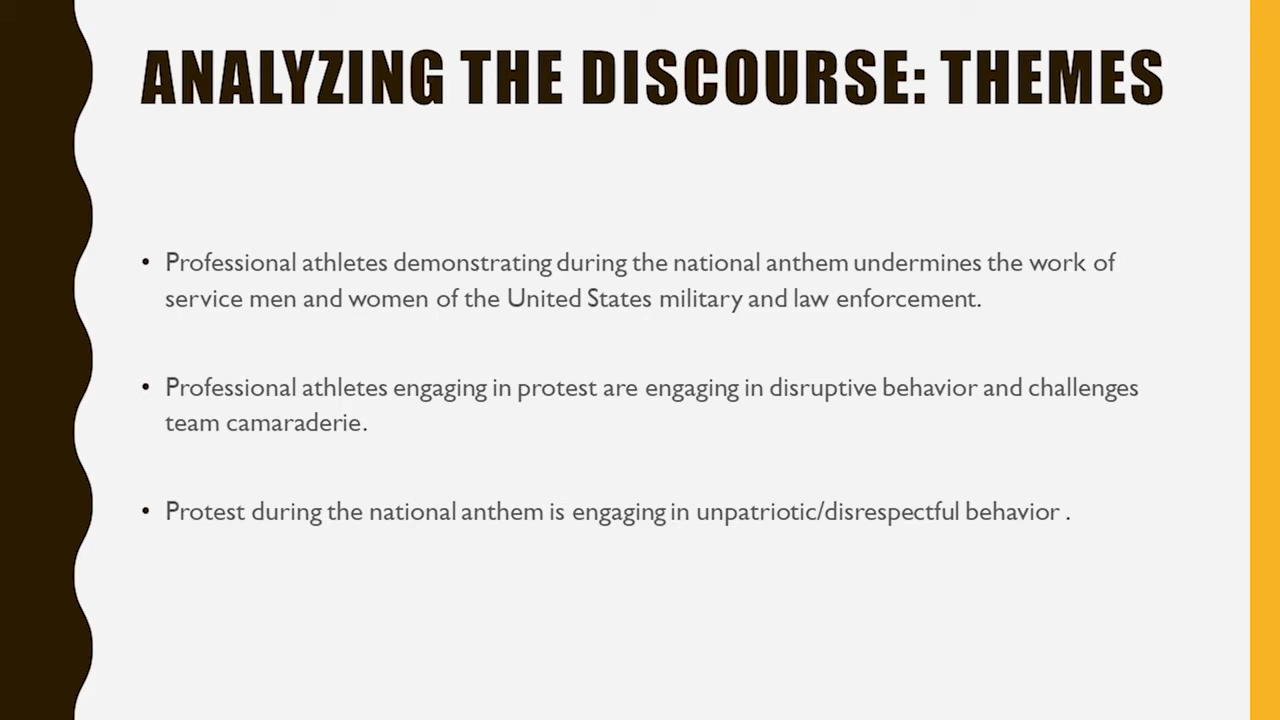 ANALYZING THE DISCOURSE: THEMES
• Professional athletes demonstrating during the national anthem undermines the work of
service men and women of the United States military and law enforcement.
• Professional athletes engaging in protest are engaging in disruptive behavior and challenges
team camaraderie.
• Protest during the national anthem is engaging in unpatriotic/disrespectful behavior .